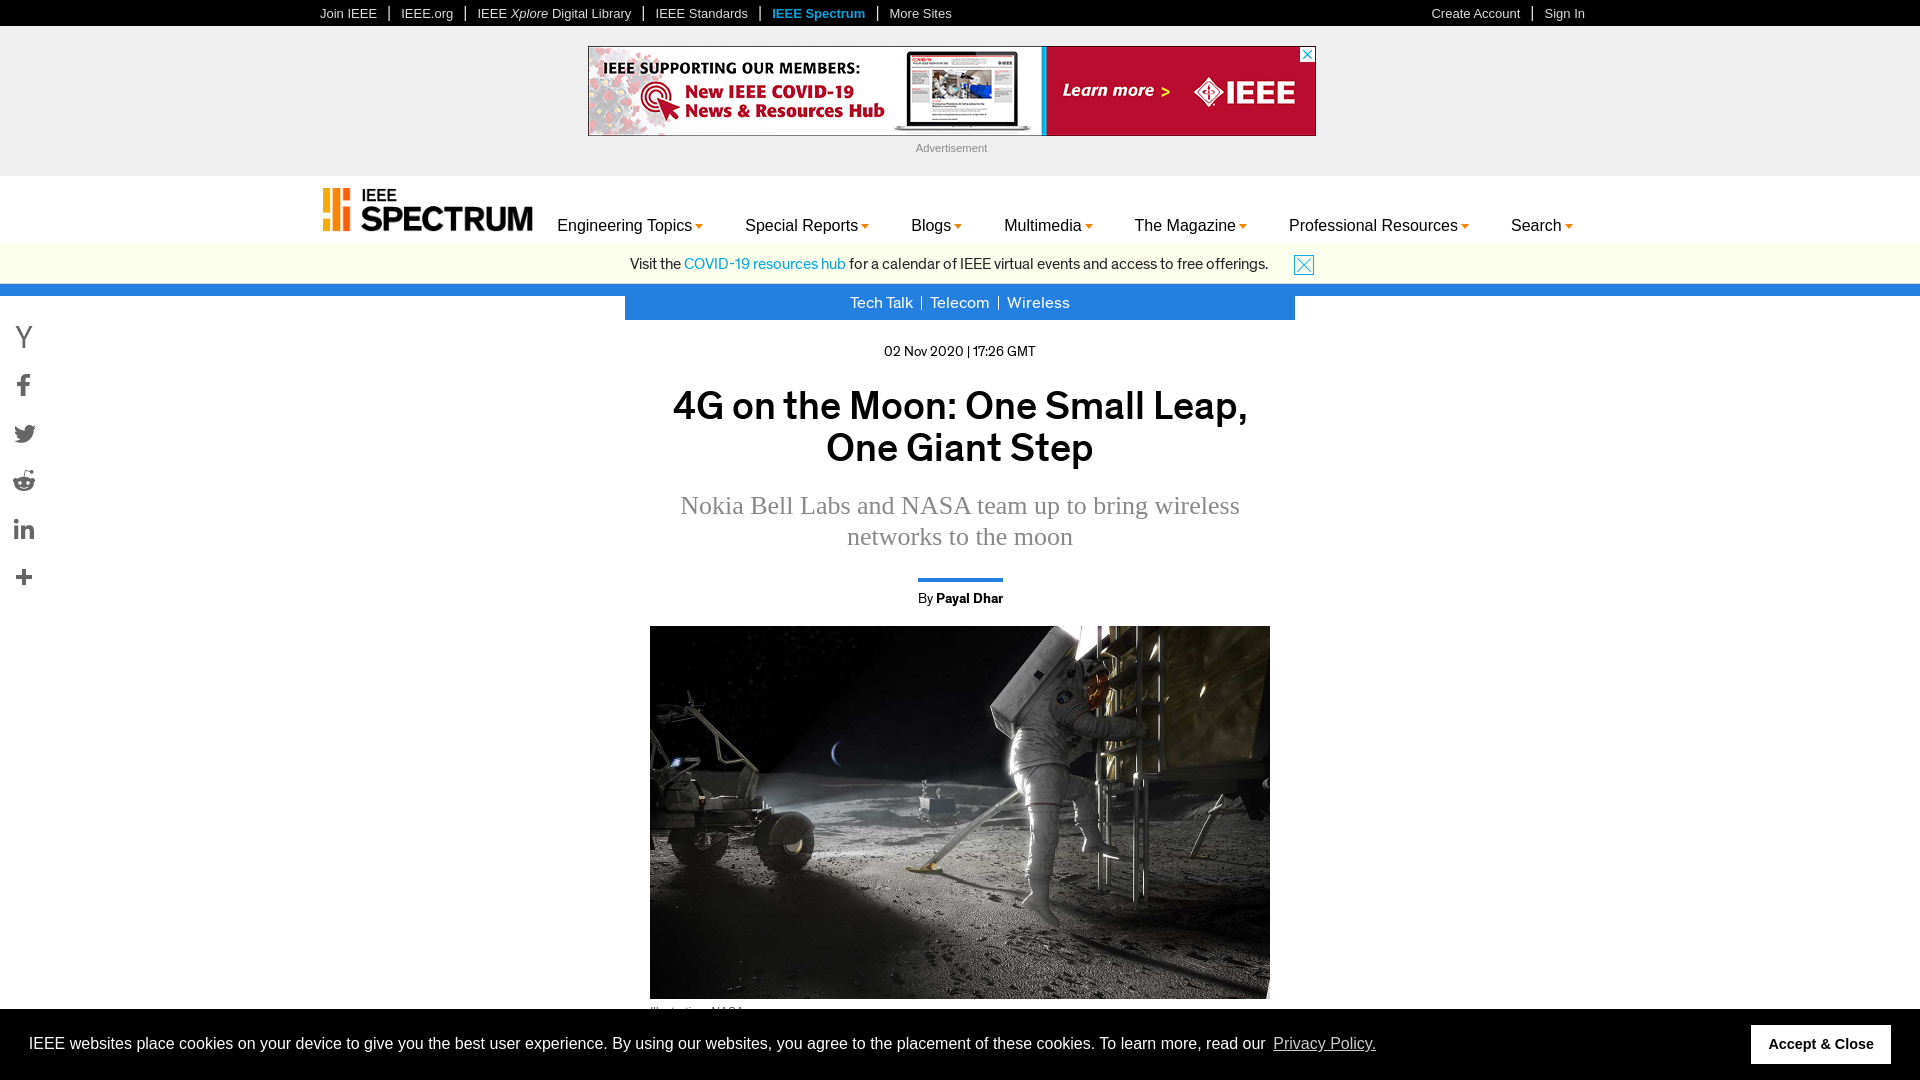 Join IEEE | IEEE.org | IEEE Xplore Digital Library | IEEE Standards | IEEE Spectrum | More Sites
Create Account | Sign In
IEEE SUPPORTING OUR MEMBERS:
New IEEE COVID-19
News & Resources Hub
Learn more >
IEEE
Advertisement
IEEE
SPECTRUM
Engineering Topics Special Reports Blogs Multimedia The Magazine Professional Resources Search
Visit the COVID-19 resources hub for a calendar of IEEE virtual events and access to free offerings.
Tech Talk | Telecom | Wireless
02 Nov 2020 | 17:26 GMT
4G on the Moon: One Small Leap,
One Giant Step
Nokia Bell Labs and NASA team up to bring wireless
networks to the moon
By Payal Dhar
IEEE websites place cookies on your device to give you the best user experience. By using our websites, you agree to the placement of these cookies. To learn more, read our Privacy Policy.
Accept & Close